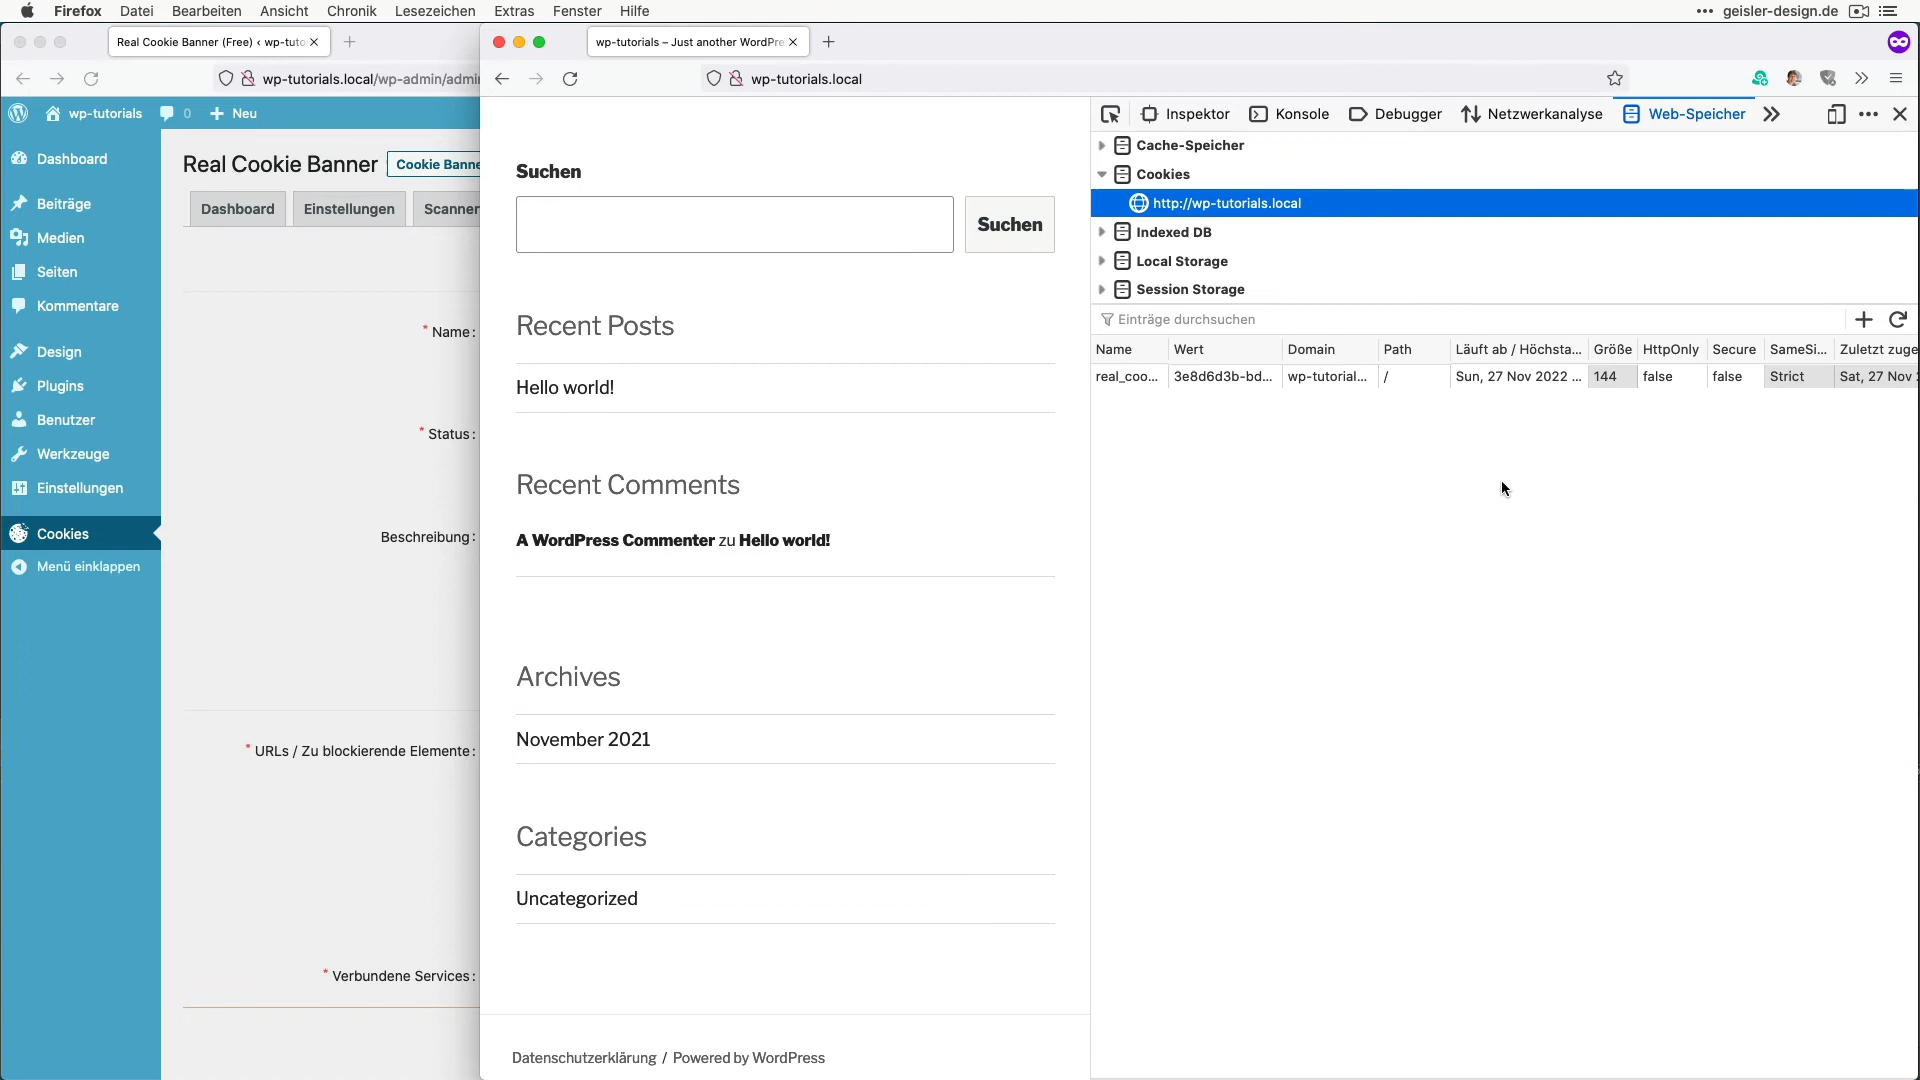 Firefox Datei Bearbeiten Ansicht Chronik Lesezeichen Extras Fenster Hilfe geisler-design.de
Real Cookie Banner (Free) ‹ wp-tuto
wp-tutorials.local/wp-admin/admi
wp-tutorials 0 Neu
Dashboard
Beiträge
Medien
Seiten
Kommentare
Design
Plugins
Benutzer
Werkzeuge
Einstellungen
Cookies
Menü einklappen
Real Cookie Banner Cookie Banne
Dashboard Einstellungen Scanner
* Name:
* Status:
Beschreibung:
* URLs / Zu blockierende Elemente:
* Verbundene Services:
wp-tutorials – Just another WordPre
wp-tutorials.local
Suchen
Suchen
Recent Posts
Hello world!
Recent Comments
A WordPress Commenter zu Hello world!
Archives
November 2021
Categories
Uncategorized
Datenschutzerklärung / Powered by WordPress
Inspektor Konsole Debugger Netzwerkanalyse Web-Speicher
Cache-Speicher
Cookies
http://wp-tutorials.local
Indexed DB
Local Storage
Session Storage
Einträge durchsuchen
Name Wert Domain Path Läuft ab / Höchsta... Größe HttpOnly Secure SameSi... Zuletzt zuge
real_coo... 3e8d6d3b-bd... wp-tutorial... / Sun, 27 Nov 2022 ... 144 false false Strict Sat, 27 Nov